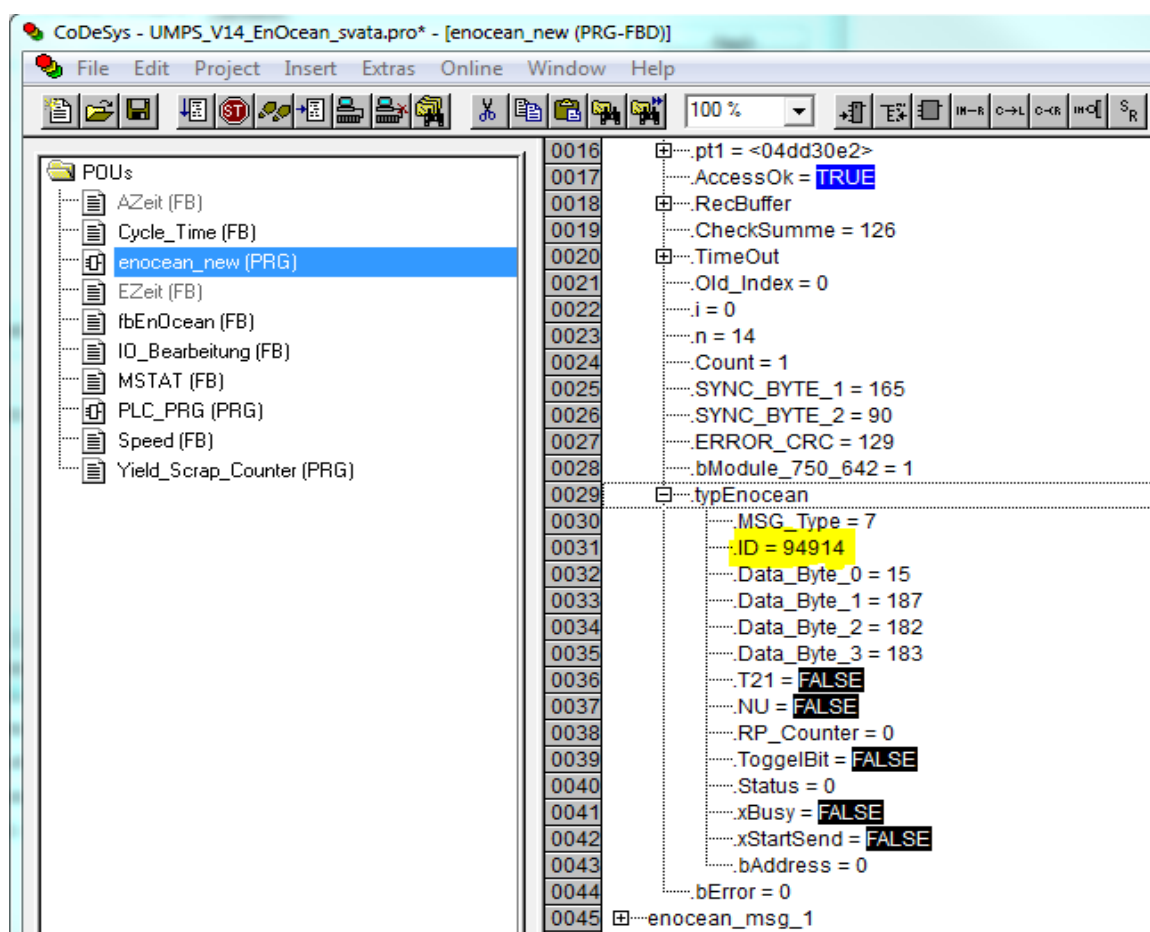 CoDeSys - UMPS_V14_EnOcean_svata.pro* - [enocean_new (PRG-FBD)]
File Edit Project Insert Extras Online Window Help
100 %
POUs
AZeit (FB)
Cycle_Time (FB)
enocean_new (PRG)
EZeit (FB)
fbEnOcean (FB)
IO_Bearbeitung (FB)
MSTAT (FB)
PLC_PRG (PRG)
Speed (FB)
Yield_Scrap_Counter (PRG)
0016 .pt1 = <04dd30e2>
0017 .AccessOk = TRUE
0018 .RecBuffer
0019 .CheckSumme = 126
0020 .TimeOut
0021 .Old_Index = 0
0022 .i = 0
0023 .n = 14
0024 .Count = 1
0025 .SYNC_BYTE_1 = 165
0026 .SYNC_BYTE_2 = 90
0027 .ERROR_CRC = 129
0028 .bModule_750_642 = 1
0029 .typEnocean
0030 .MSG_Type = 7
0031 .ID = 94914
0032 .Data_Byte_0 = 15
0033 .Data_Byte_1 = 187
0034 .Data_Byte_2 = 182
0035 .Data_Byte_3 = 183
0036 .T21 = FALSE
0037 .NU = FALSE
0038 .RP_Counter = 0
0039 .ToggelBit = FALSE
0040 .Status = 0
0041 .xBusy = FALSE
0042 .xStartSend = FALSE
0043 .bAddress = 0
0044 .bError = 0
0045 enocean_msg_1